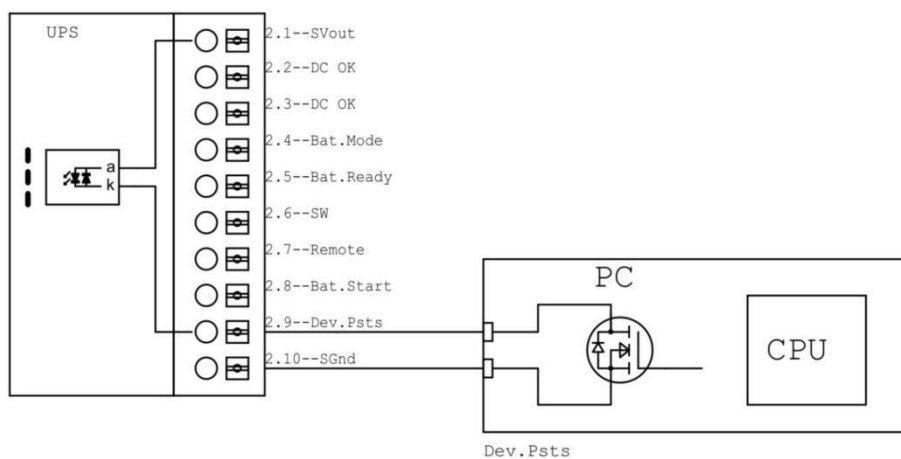 UPS
2.1--SVout
2.2--DC OK
2.3--DC OK
2.4--Bat.Mode
a
k
2.5--Bat.Ready
2.6--SW
2.7--Remote
2.8--Bat.Start
2.9--Dev.Psts
2.10--SGnd
PC
CPU
Dev.Psts